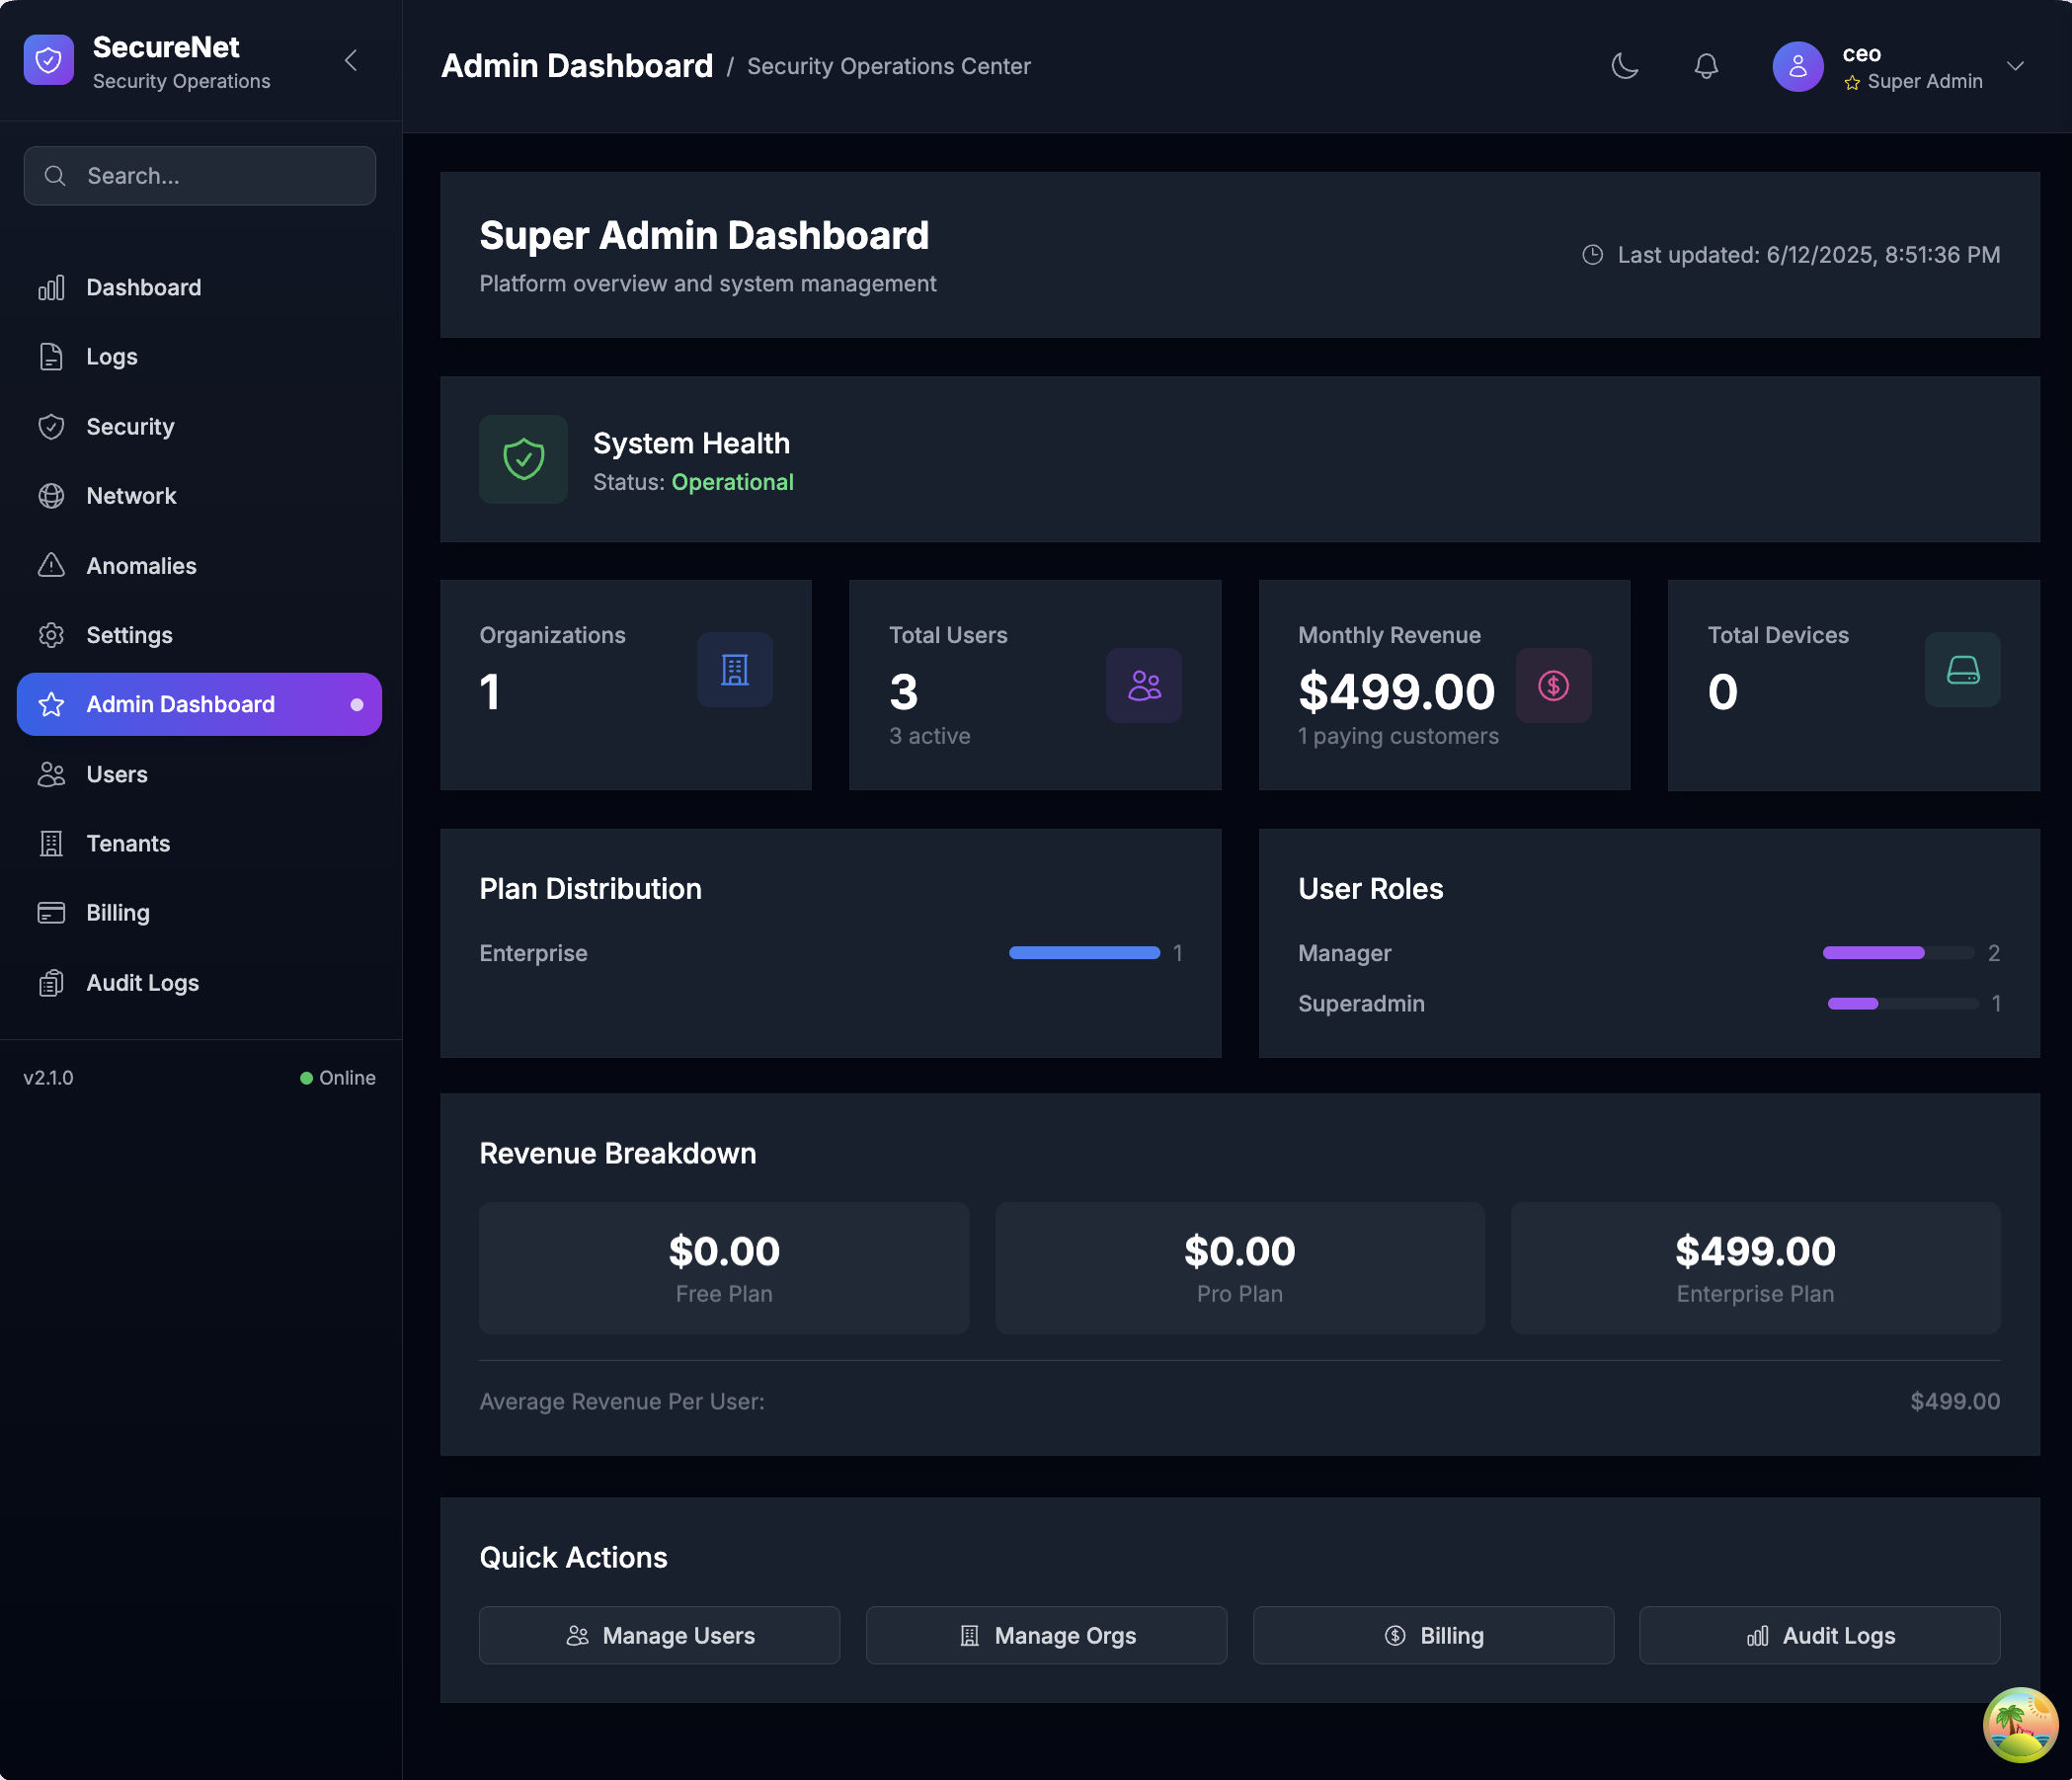 SecureNet
Security Operations
Search...
Dashboard
Logs
Security
Network
Anomalies
Settings
Admin Dashboard
Users
Tenants
Billing
Audit Logs
v2.1.0
Online
Admin Dashboard / Security Operations Center
ceo
Super Admin
Super Admin Dashboard
Platform overview and system management
Last updated: 6/12/2025, 8:51:36 PM
System Health
Status: Operational
Organizations
1
Total Users
3
3 active
Monthly Revenue
$499.00
1 paying customers
Total Devices
0
Plan Distribution
Enterprise 1
User Roles
Manager 2
Superadmin 1
Revenue Breakdown
$0.00
Free Plan
$0.00
Pro Plan
$499.00
Enterprise Plan
Average Revenue Per User: $499.00
Quick Actions
Manage Users
Manage Orgs
Billing
Audit Logs